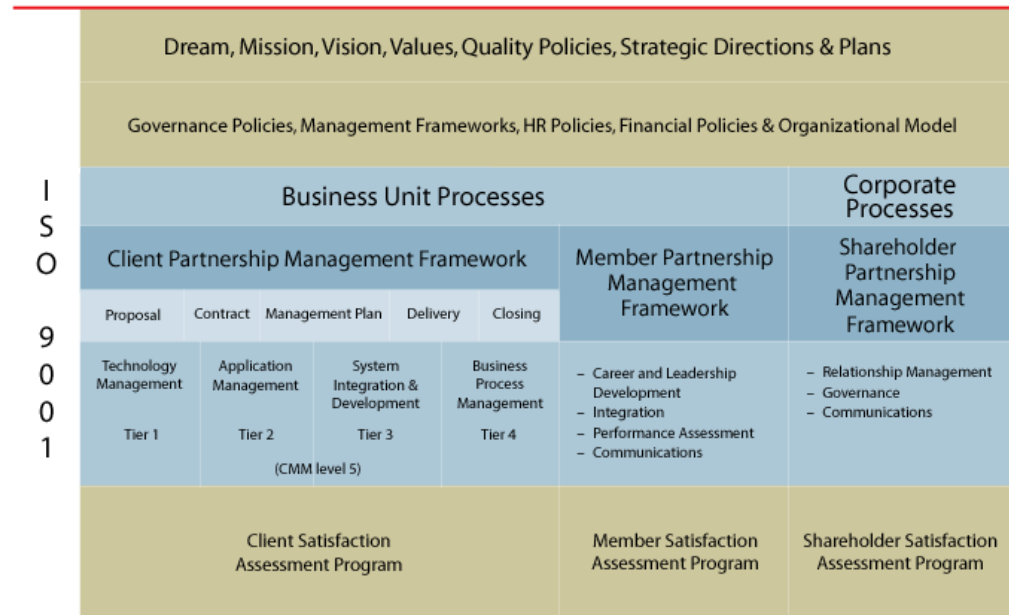 Dream, Mission, Vision, Values, Quality Policies, Strategic Directions & Plans
Governance Policies, Management Frameworks, HR Policies, Financial Policies & Organizational Model
I
S
O
9
0
0
1
Business Unit Processes
Corporate
Processes
Client Partnership Management Framework
Member Partnership
Management
Framework
Shareholder
Partnership
Management
Framework
Proposal
Contract
Management Plan
Delivery
Closing
Technology
Management
Tier 1
Application
Management
Tier 2
System
Integration &
Development
Tier 3
Business
Process
Management
Tier 4
(CMM level 5)
– Career and Leadership
Development
– Integration
– Performance Assessment
– Communications
– Relationship Management
– Governance
– Communications
Client Satisfaction
Assessment Program
Member Satisfaction
Assessment Program
Shareholder Satisfaction
Assessment Program